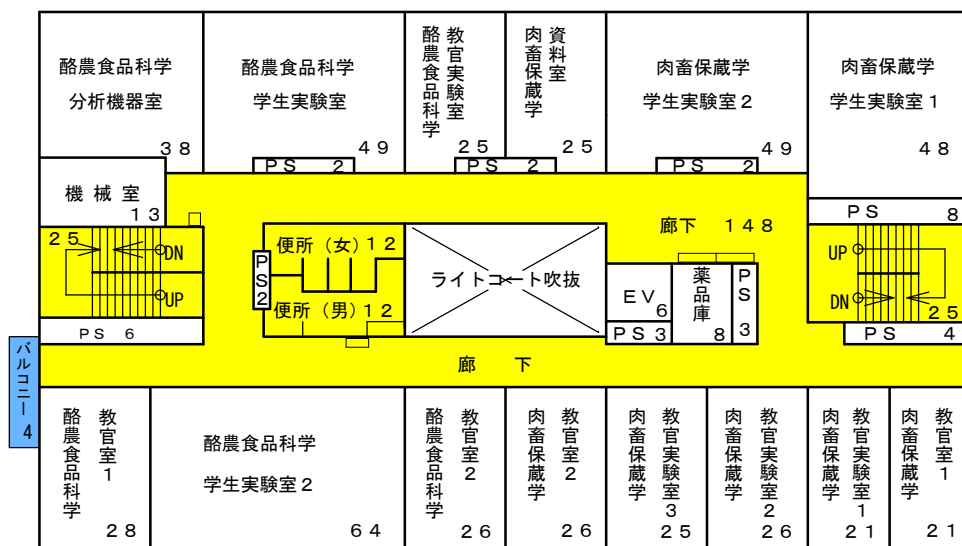 酪農食品科学
分析機器室
38
酪農食品科学
学生実験室
49
酪農食品科学
教官実験室
25
肉畜保蔵学
資料室
25
肉畜保蔵学
学生実験室2
49
肉畜保蔵学
学生実験室1
48
PS 2
PS 2
PS 2
機械室
13
PS 8
25
DN
UP
PS 6
便所(女)12
PS2
便所(男)12
ライトコート吹抜
廊下 148
EV
6
PS3
薬品庫
8
PS3
UP
DN
25
PS 4
廊下
バルコニー4
酪農食品科学
教官室1
28
酪農食品科学
学生実験室2
64
酪農食品科学
教官室2
26
肉畜保蔵学
教官室2
26
肉畜保蔵学
教官実験室3
25
肉畜保蔵学
教官実験室2
26
肉畜保蔵学
教官実験室1
21
肉畜保蔵学
教官室1
21